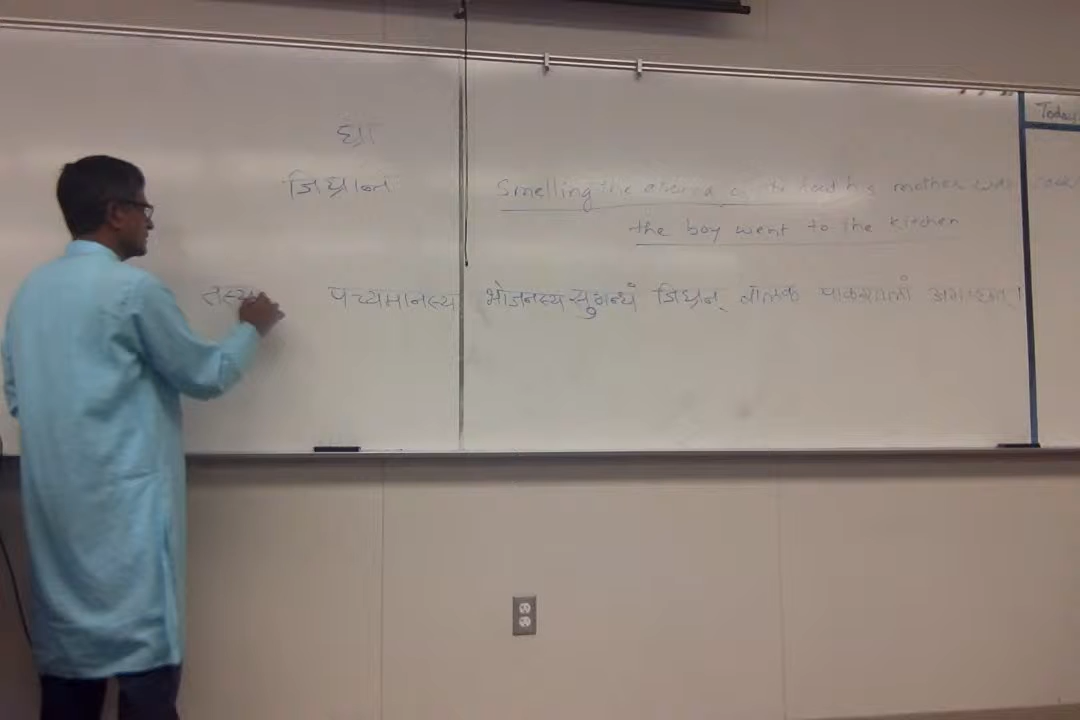 घ्रा
जिघ्रन्त
Smelling the aroma of the food his mother was
the boy went to the kitchen
पच्यमानस्य भोजनस्य सुगन्धं जिघ्रन् बालकः पाकशालां अगच्छत् ।
Today